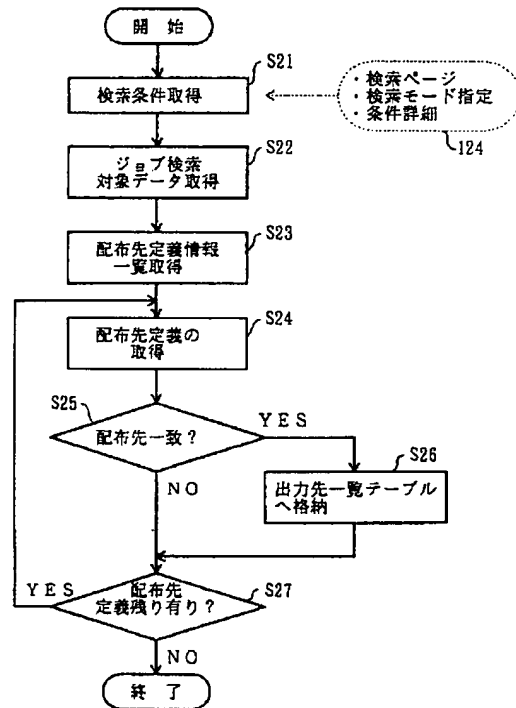 開 始
S21
検索条件取得
・検索ページ
・検索モード指定
・条件詳細
124
S22
ジョブ検索
対象データ取得
S23
配布先定義情報
一覧取得
S24
配布先定義の
取得
S25
配布先一致?
YES
NO
S26
出力先一覧テーブル
へ格納
YES
配布先
定義残り有り?
S27
NO
終 了